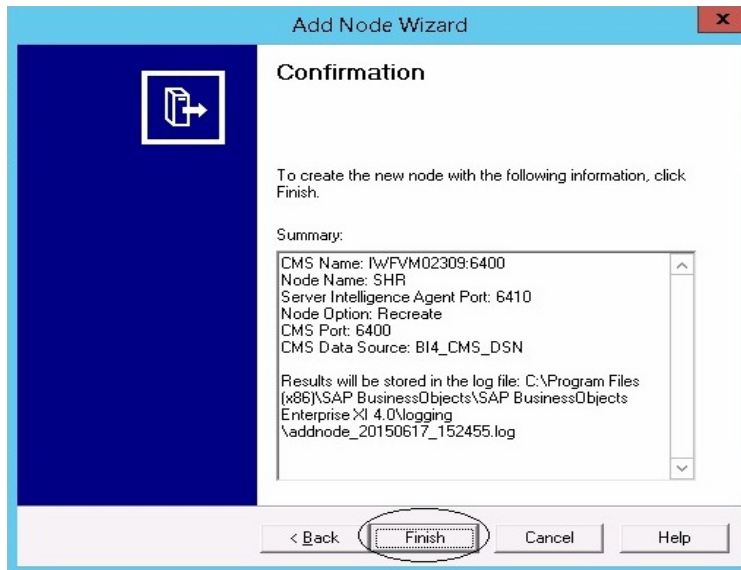 Add Node Wizard
x
Confirmation
To create the new node with the following information, click
Finish.
Summary:
CMS Name: IWFVM02309:6400
Node Name: SHR
Server Intelligence Agent Port: 6410
Node Option: Recreate
CMS Port: 6400
CMS Data Source: BI4_CMS_DSN
Results will be stored in the log file: C:\Program Files
(x86)\SAP BusinessObjects\SAP BusinessObjects
Enterprise XI 4.0\logging
\addnode_20150617_152455.log
< Back Finish Cancel Help